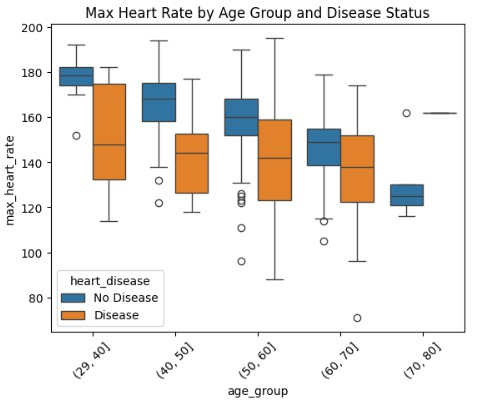 Max Heart Rate by Age Group and Disease Status
max_heart_rate
200
180
160
140
120
100
80
heart_disease
No Disease
Disease
(29, 40]
(40, 50]
(50, 60]
(60, 70]
(70, 80]
age_group